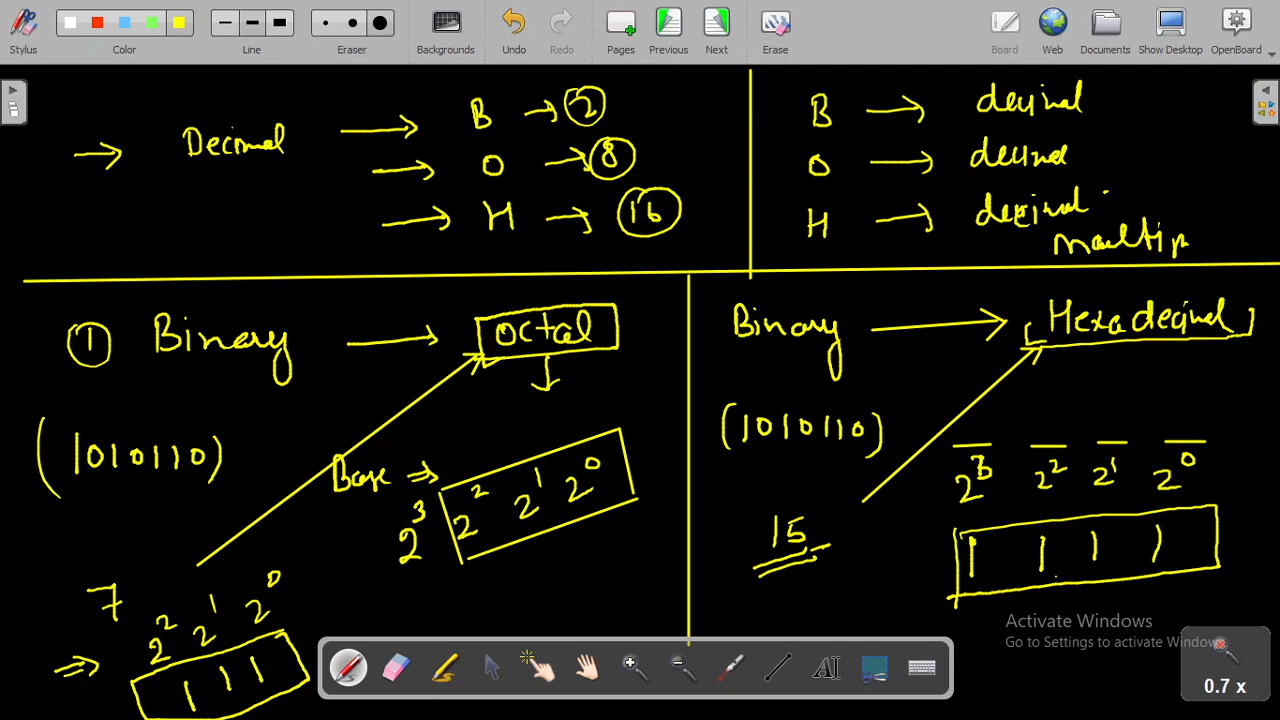 Stylus Color Line Eraser Backgrounds Undo Redo Pages Previous Next Erase Board Web Documents Show Desktop OpenBoard
→ Decimal → B → 2
→ O → 8
→ H → 16
B → decimal
O → decimal
H → decimal
multip
① Binary → octal
(1010110)
Base ⇒ 2³ 2² 2¹ 2⁰
7
2² 2¹ 2⁰
⇒ 1 1 1
Binary → Hexadecimal
(1010110)
2³ 2² 2¹ 2⁰
15
1 1 1 1
Activate Windows
Go to Settings to activate Windows.
0.7 x